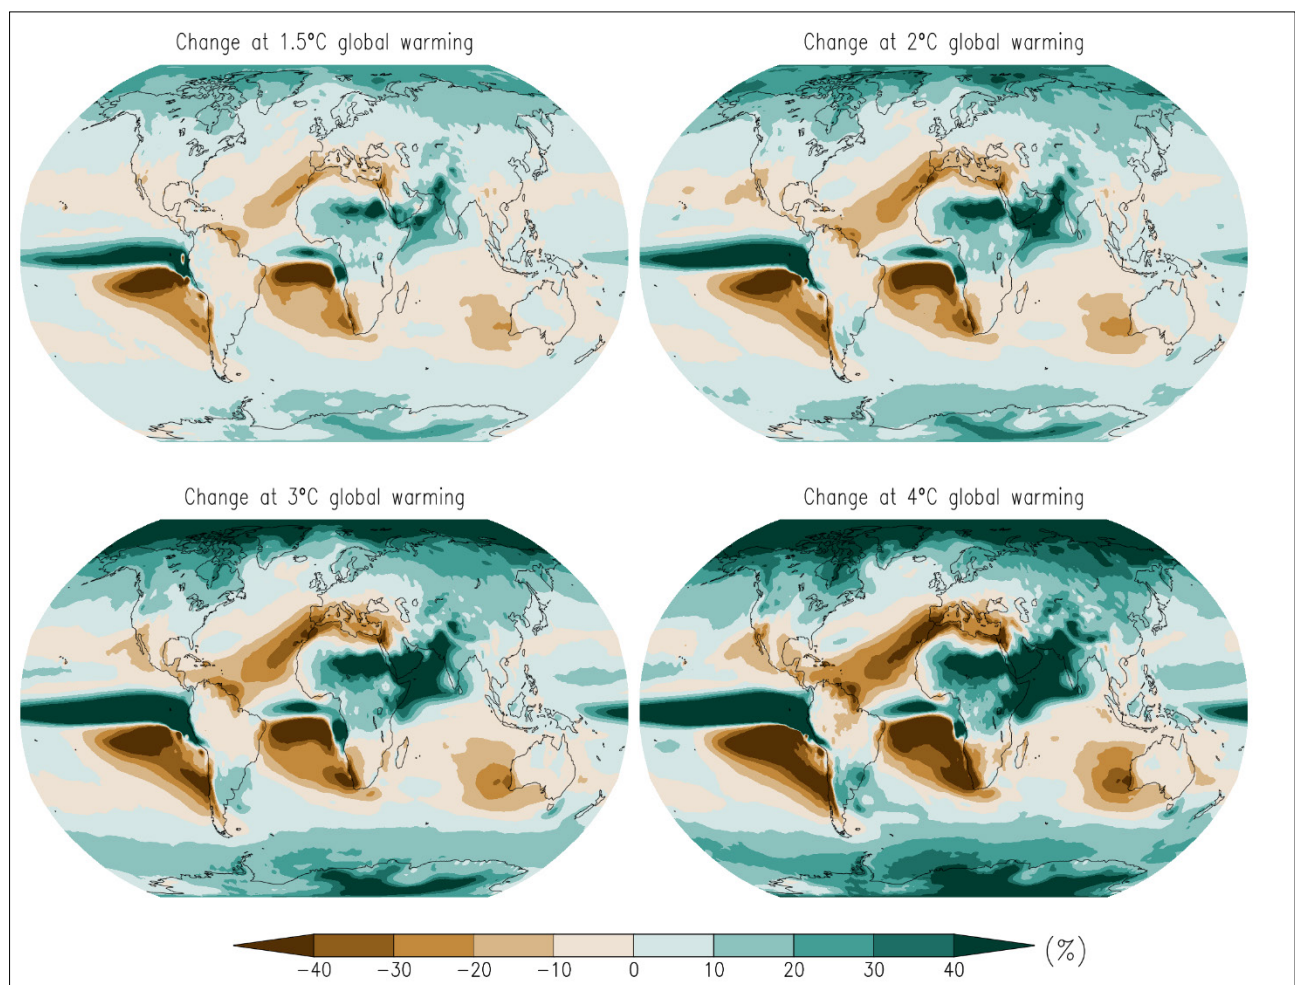 Change at 1.5°C global warming
Change at 2°C global warming
Change at 3°C global warming
Change at 4°C global warming
−40 −30 −20 −10 0 10 20 30 40 (%)